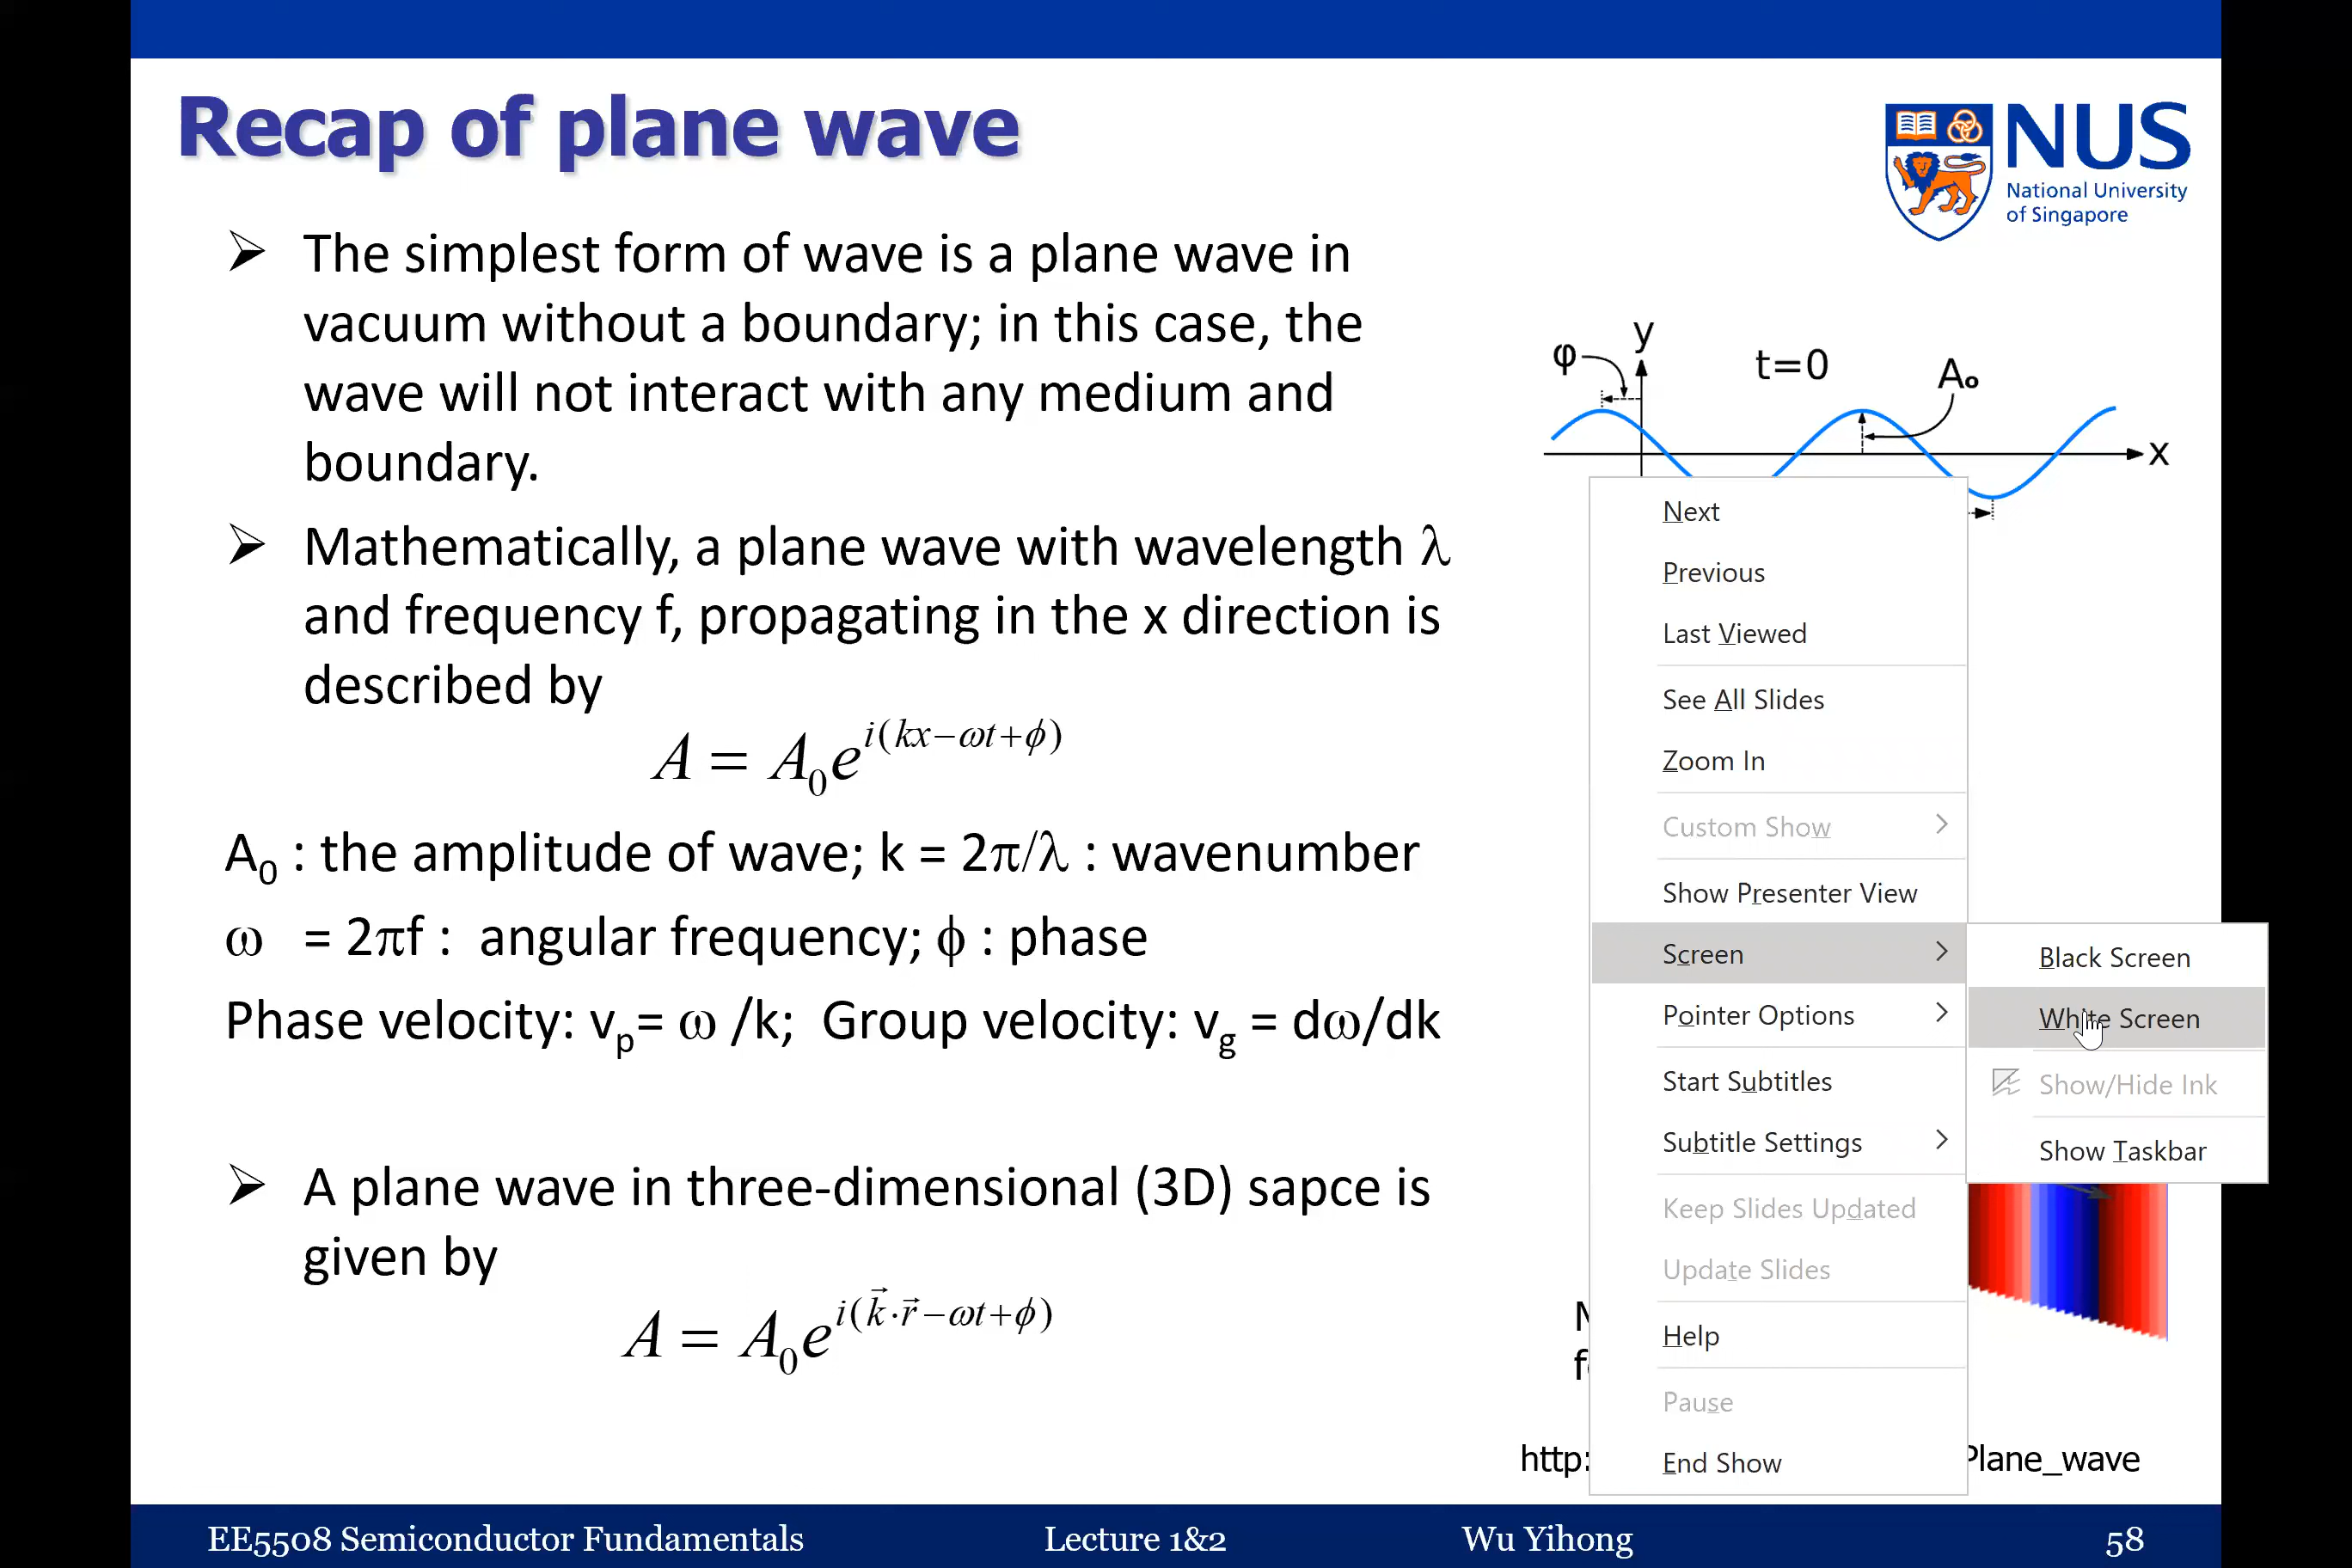 Recap of plane wave
NUS
National University
of Singapore
➢ The simplest form of wave is a plane wave in
vacuum without a boundary; in this case, the
wave will not interact with any medium and
boundary.
➢ Mathematically, a plane wave with wavelength λ
and frequency f, propagating in the x direction is
described by
A = A₀e^{i(kx−ωt+ϕ)}
A₀ : the amplitude of wave; k = 2π/λ : wavenumber
ω = 2πf : angular frequency; ϕ : phase
Phase velocity: vₚ= ω /k; Group velocity: v_g = dω/dk
➢ A plane wave in three-dimensional (3D) sapce is
given by
A = A₀e^{i(k⃗·r⃗−ωt+ϕ)}
φ
y
t=0
A₀
x
Next
Previous
Last Viewed
See All Slides
Zoom In
Custom Show
Show Presenter View
Screen
Pointer Options
Start Subtitles
Subtitle Settings
Keep Slides Updated
Update Slides
Help
Pause
End Show
Black Screen
White Screen
Show/Hide Ink
Show Taskbar
http:
Plane_wave
EE5508 Semiconductor Fundamentals
Lecture 1&2
Wu Yihong
58